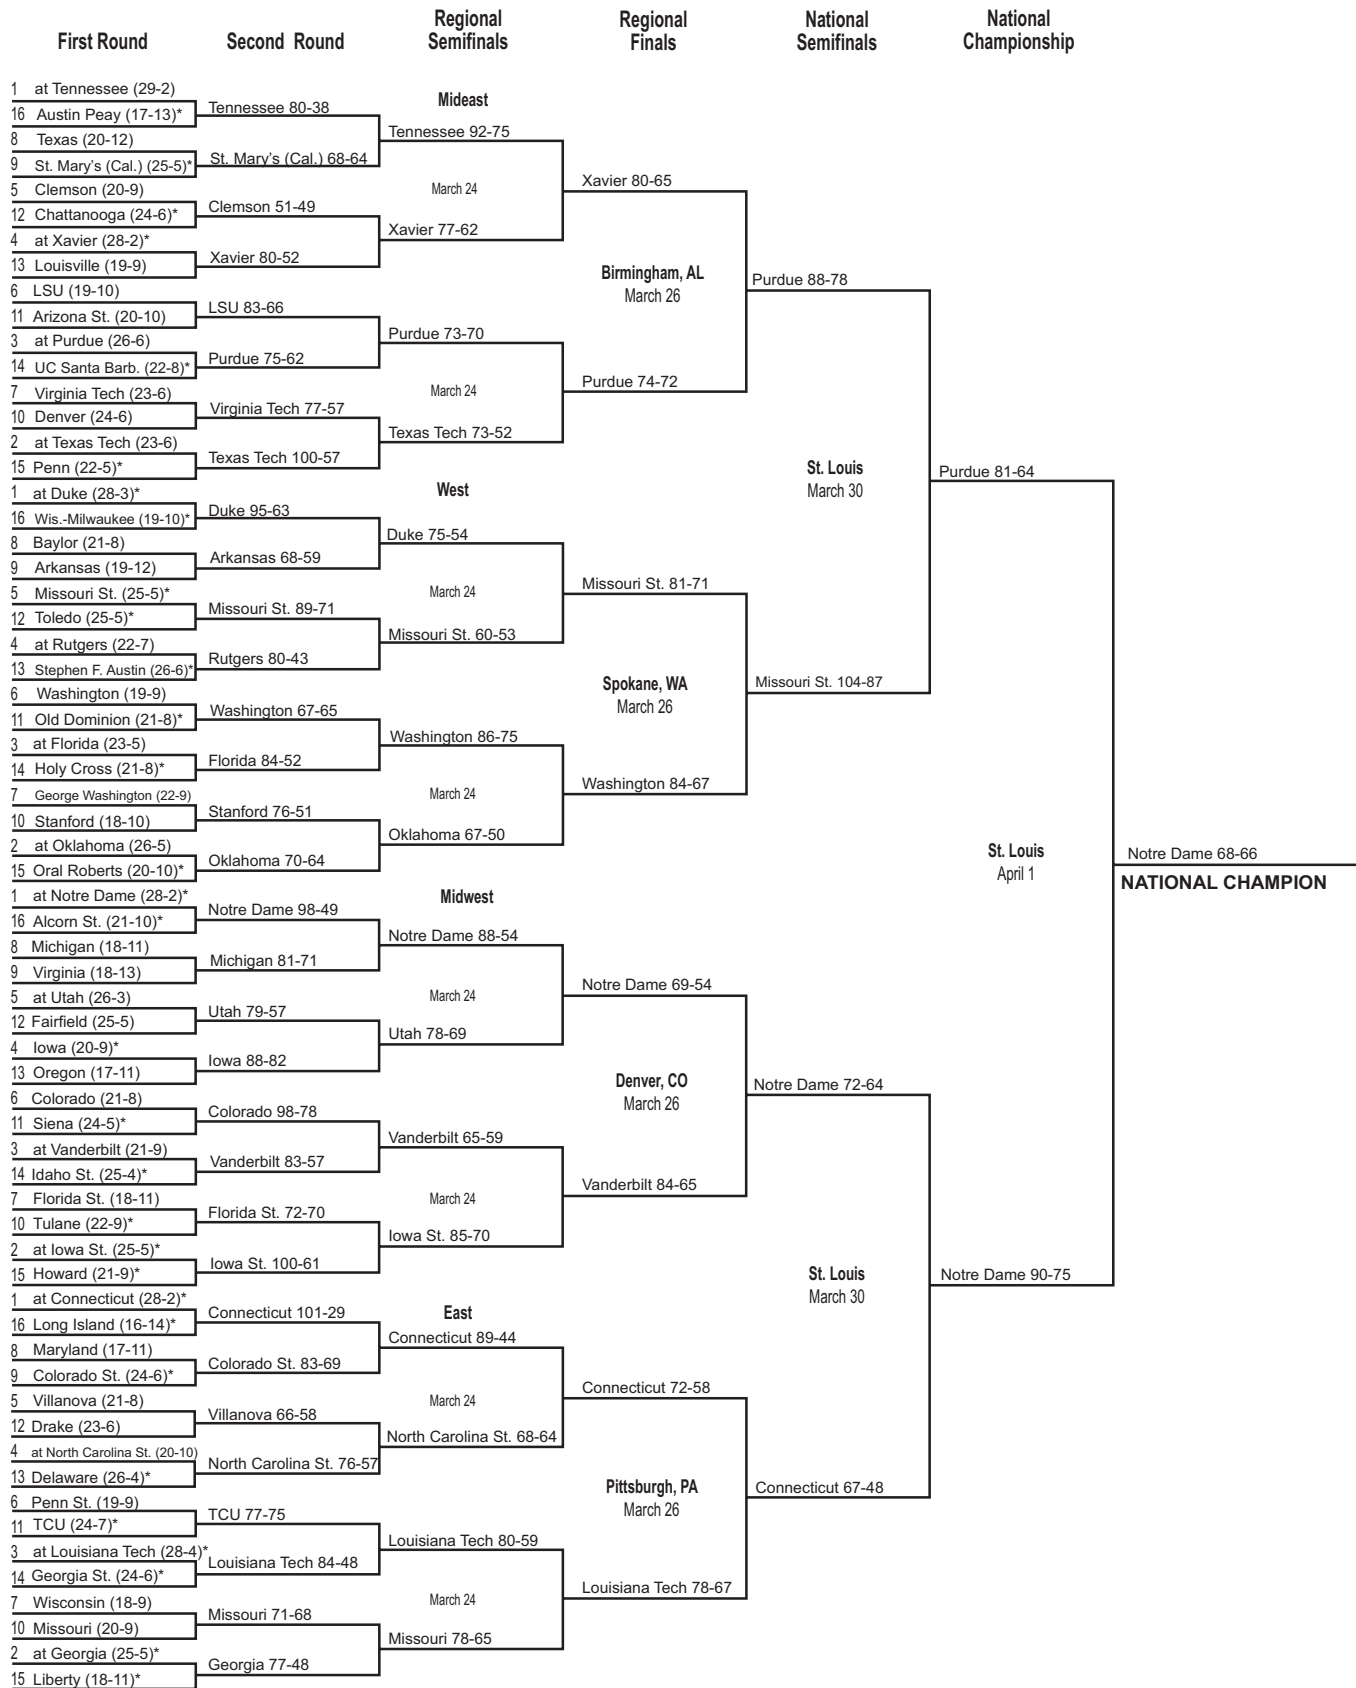 First Round
Second Round
Regional
Semifinals
Regional
Finals
National
Semifinals
National
Championship
1 at Tennessee (29-2)
16 Austin Peay (17-13)*
8 Texas (20-12)
9 St. Mary's (Cal.) (25-5)*
5 Clemson (20-9)
12 Chattanooga (24-6)*
4 at Xavier (28-2)*
13 Louisville (19-9)
6 LSU (19-10)
11 Arizona St. (20-10)
3 at Purdue (26-6)
14 UC Santa Barb. (22-8)*
7 Virginia Tech (23-6)
10 Denver (24-6)
2 at Texas Tech (23-6)
15 Penn (22-5)*
1 at Duke (28-3)*
16 Wis.-Milwaukee (19-10)*
8 Baylor (21-8)
9 Arkansas (19-12)
5 Missouri St. (25-5)*
12 Toledo (25-5)*
4 at Rutgers (22-7)
13 Stephen F. Austin (26-6)*
6 Washington (19-9)
11 Old Dominion (21-8)*
3 at Florida (23-5)
14 Holy Cross (21-8)*
7 George Washington (22-9)
10 Stanford (18-10)
2 at Oklahoma (26-5)
15 Oral Roberts (20-10)*
1 at Notre Dame (28-2)*
16 Alcorn St. (21-10)*
8 Michigan (18-11)
9 Virginia (18-13)
5 at Utah (26-3)
12 Fairfield (25-5)
4 Iowa (20-9)*
13 Oregon (17-11)
6 Colorado (21-8)
11 Siena (24-5)*
3 at Vanderbilt (21-9)
14 Idaho St. (25-4)*
7 Florida St. (18-11)
10 Tulane (22-9)*
2 at Iowa St. (25-5)*
15 Howard (21-9)*
1 at Connecticut (28-2)*
16 Long Island (16-14)*
8 Maryland (17-11)
9 Colorado St. (24-6)*
5 Villanova (21-8)
12 Drake (23-6)
4 at North Carolina St. (20-10)
13 Delaware (26-4)*
6 Penn St. (19-9)
11 TCU (24-7)*
3 at Louisiana Tech (28-4)*
14 Georgia St. (24-6)*
7 Wisconsin (18-9)
10 Missouri (20-9)
2 at Georgia (25-5)*
15 Liberty (18-11)*
Tennessee 80-38
St. Mary's (Cal.) 68-64
Clemson 51-49
Xavier 80-52
LSU 83-66
Purdue 75-62
Virginia Tech 77-57
Texas Tech 100-57
Duke 95-63
Arkansas 68-59
Missouri St. 89-71
Rutgers 80-43
Washington 67-65
Florida 84-52
Stanford 76-51
Oklahoma 70-64
Notre Dame 98-49
Michigan 81-71
Utah 79-57
Iowa 88-82
Colorado 98-78
Vanderbilt 83-57
Florida St. 72-70
Iowa St. 100-61
Connecticut 101-29
Colorado St. 83-69
Villanova 66-58
North Carolina St. 76-57
TCU 77-75
Louisiana Tech 84-48
Missouri 71-68
Georgia 77-48
Mideast
Tennessee 92-75
March 24
Xavier 77-62
Purdue 73-70
March 24
Texas Tech 73-52
West
Duke 75-54
March 24
Missouri St. 60-53
Washington 86-75
March 24
Oklahoma 67-50
Midwest
Notre Dame 88-54
March 24
Utah 78-69
Vanderbilt 65-59
March 24
Iowa St. 85-70
East
Connecticut 89-44
March 24
North Carolina St. 68-64
Louisiana Tech 80-59
March 24
Missouri 78-65
Xavier 80-65
Birmingham, AL
March 26
Purdue 74-72
Missouri St. 81-71
Spokane, WA
March 26
Washington 84-67
Notre Dame 69-54
Denver, CO
March 26
Vanderbilt 84-65
Connecticut 72-58
Pittsburgh, PA
March 26
Louisiana Tech 78-67
Purdue 88-78
St. Louis
March 30
Missouri St. 104-87
Notre Dame 72-64
St. Louis
March 30
Connecticut 67-48
Purdue 81-64
St. Louis
April 1
Notre Dame 90-75
Notre Dame 68-66
NATIONAL CHAMPION